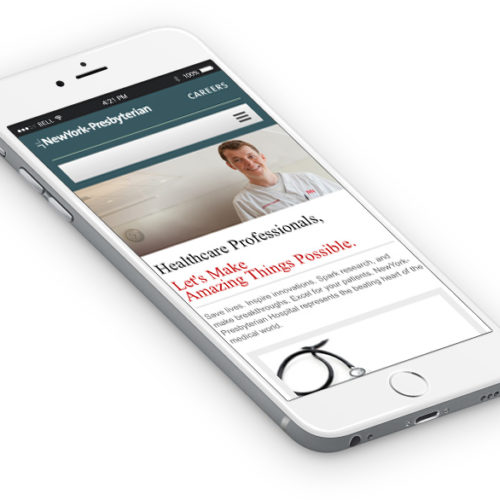 BELL
4:21 PM
NewYork-Presbyterian
CAREERS
Healthcare Professionals,
Let's Make
Amazing Things Possible.
Save lives. Inspire innovations. Spark research, and
make breakthroughs. Excel for your patients. NewYork-
Presbyterian Hospital represents the beating heart of the
medical world.